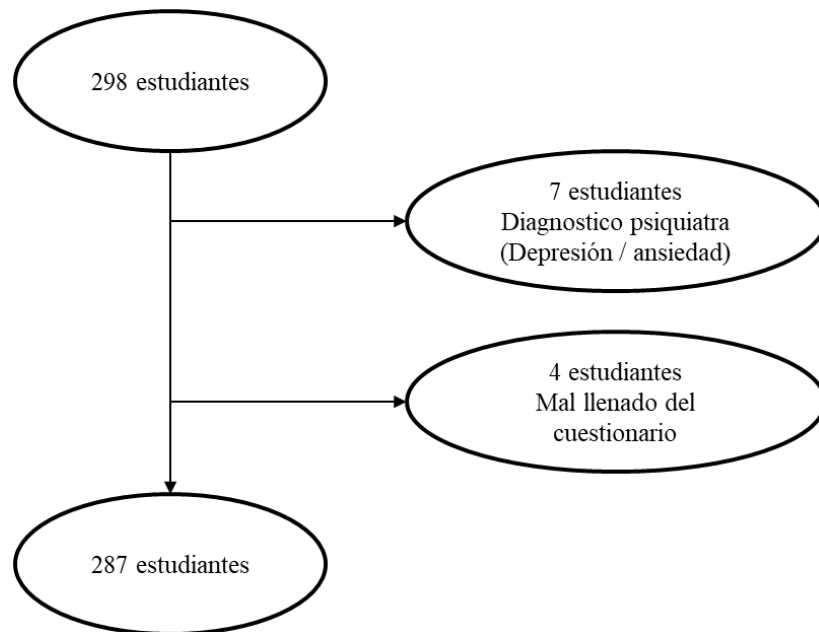 298 estudiantes
7 estudiantes
Diagnostico psiquiatra
(Depresión / ansiedad)
4 estudiantes
Mal llenado del
cuestionario
287 estudiantes